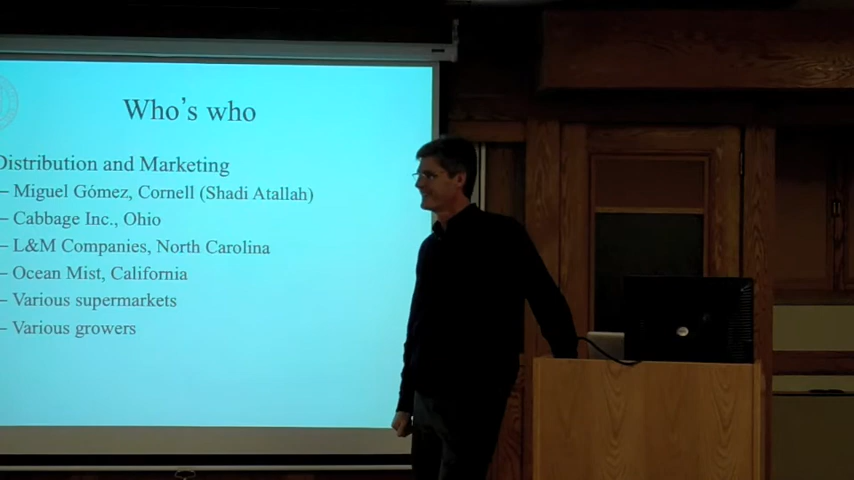 Who's who
Distribution and Marketing
– Miguel Gómez, Cornell (Shadi Atallah)
– Cabbage Inc., Ohio
– L&M Companies, North Carolina
– Ocean Mist, California
– Various supermarkets
– Various growers